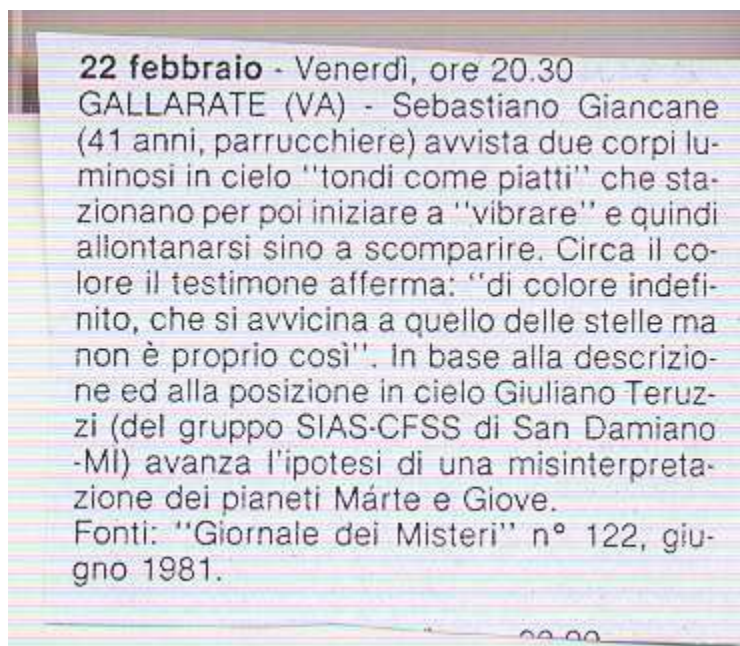 22 febbraio - Venerdì, ore 20.30
GALLARATE (VA) - Sebastiano Giancane
(41 anni, parrucchiere) avvista due corpi lu-
minosi in cielo ''tondi come piatti'' che sta-
zionano per poi iniziare a ''vibrare'' e quindi
allontanarsi sino a scomparire. Circa il co-
lore il testimone afferma: ''di colore indefi-
nito, che si avvicina a quello delle stelle ma
non è proprio così''. In base alla descrizio-
ne ed alla posizione in cielo Giuliano Teruz-
zi (del gruppo SIAS-CFSS di San Damiano
-MI) avanza l'ipotesi di una misinterpreta-
zione dei pianeti Márte e Giove.
Fonti: ''Giornale dei Misteri'' n° 122, giu-
gno 1981.